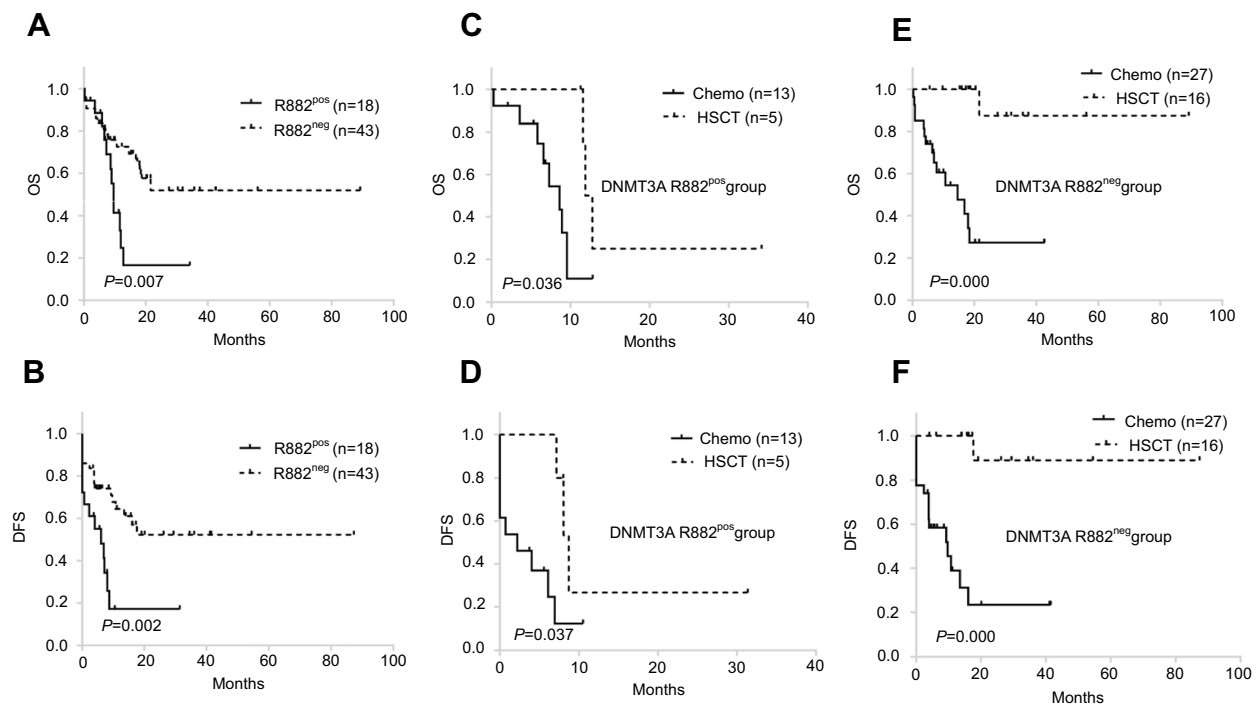 A
OS
1.0
0.8
0.6
0.4
0.2
0.0
R882pos (n=18)
R882neg (n=43)
P=0.007
0 20 40 60 80 100
Months
C
OS
1.0
0.8
0.6
0.4
0.2
0.0
Chemo (n=13)
HSCT (n=5)
DNMT3A R882posgroup
P=0.036
0 10 20 30 40
Months
E
OS
1.0
0.8
0.6
0.4
0.2
0.0
Chemo (n=27)
HSCT (n=16)
DNMT3A R882neggroup
P=0.000
0 20 40 60 80 100
Months
B
DFS
1.0
0.8
0.6
0.4
0.2
0.0
R882pos (n=18)
R882neg (n=43)
P=0.002
0 20 40 60 80 100
Months
D
DFS
1.0
0.8
0.6
0.4
0.2
0.0
Chemo (n=13)
HSCT (n=5)
DNMT3A R882posgroup
P=0.037
0 10 20 30 40
Months
F
DFS
1.0
0.8
0.6
0.4
0.2
0.0
Chemo (n=27)
HSCT (n=16)
DNMT3A R882neggroup
P=0.000
0 20 40 60 80 100
Months